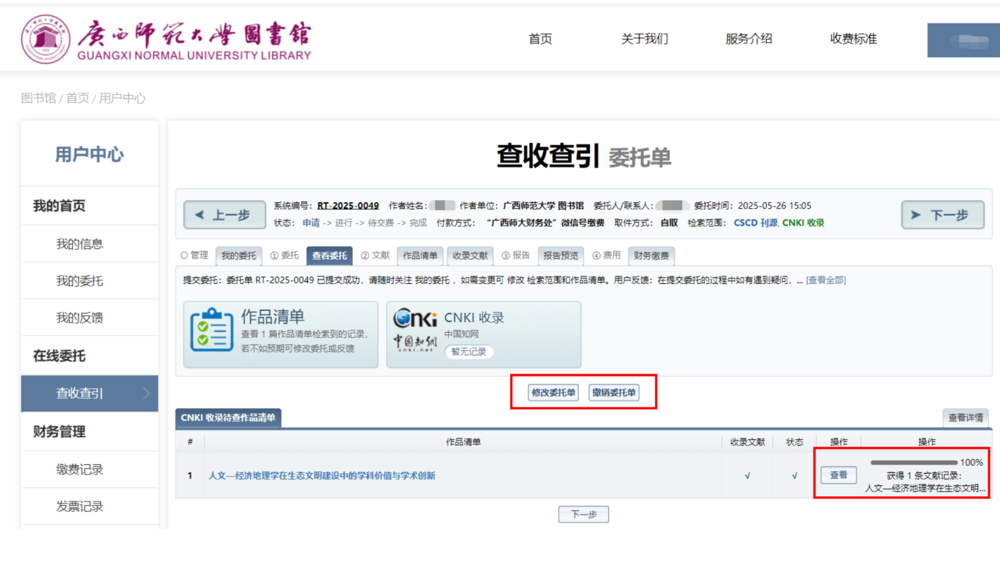 廣西師範大學圖書館
GUANGXI NORMAL UNIVERSITY LIBRARY
首页 关于我们 服务介绍 收费标准
图书馆 / 首页 / 用户中心
用户中心
我的首页
我的信息
我的委托
我的反馈
在线委托
查收查引
财务管理
缴费记录
发票记录
查收查引 委托单
上一步
系统编号：RT-2025-0049 作者姓名： 作者单位：广西师范大学 图书馆 委托人/联系人： 委托时间：2025-05-26 15:05
状态： 申请 -> 进行 -> 待交费 -> 完成 付款方式： “广西师大财务处”微信号缴费 取件方式： 自取 检索范围： CSCD 刊源, CNKI 收录
下一步
管理 我的委托 ① 委托 查看委托 ② 文献 作品清单 收录文献 ③ 报告 报告预览 ④ 费用 财务缴费
提交委托：委托单 RT-2025-0049 已提交成功，请随时关注 我的委托 ，如需变更可 修改 检索范围和作品清单。用户反馈：在提交委托的过程中如有遇到疑问，... [查看全部]
作品清单
查看 1 篇作品清单检索到的记录，
若不如预期可修改委托或反馈
Cnki
中国知网
cnki.net
CNKI 收录
中国知网
暂无记录
修改委托单 撤销委托单
CNKI 收录待查作品清单 查看详情
# 作品清单 收录文献 状态 操作 操作
1 人文—经济地理学在生态文明建设中的学科价值与学术创新 √ √ 查看
100%
获得 1 条文献记录：
人文—经济地理学在生态文明...
下一步